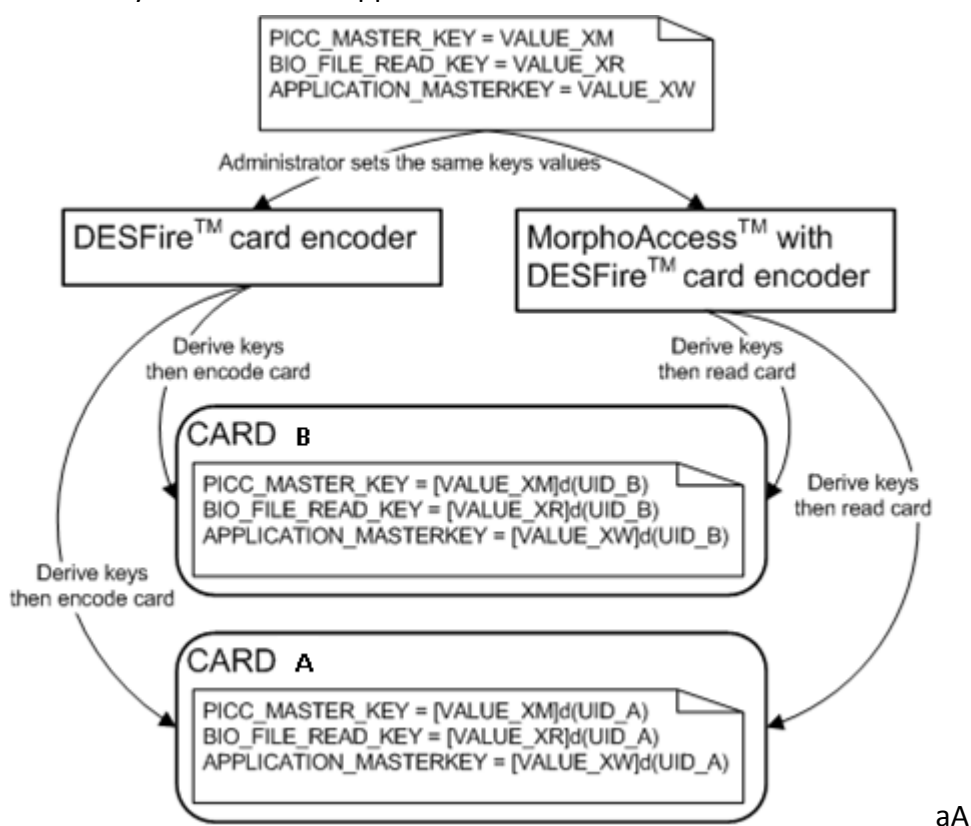 PICC_MASTER_KEY = VALUE_XM
BIO_FILE_READ_KEY = VALUE_XR
APPLICATION_MASTERKEY = VALUE_XW
Administrator sets the same keys values
DESFire™ card encoder
MorphoAccess™ with
DESFire™ card encoder
Derive keys
then encode card
Derive keys
then read card
CARD B
PICC_MASTER_KEY = [VALUE_XM]d(UID_B)
BIO_FILE_READ_KEY = [VALUE_XR]d(UID_B)
APPLICATION_MASTERKEY = [VALUE_XW]d(UID_B)
Derive keys
then read card
Derive keys
then encode card
CARD A
PICC_MASTER_KEY = [VALUE_XM]d(UID_A)
BIO_FILE_READ_KEY = [VALUE_XR]d(UID_A)
APPLICATION_MASTERKEY = [VALUE_XW]d(UID_A)
aA